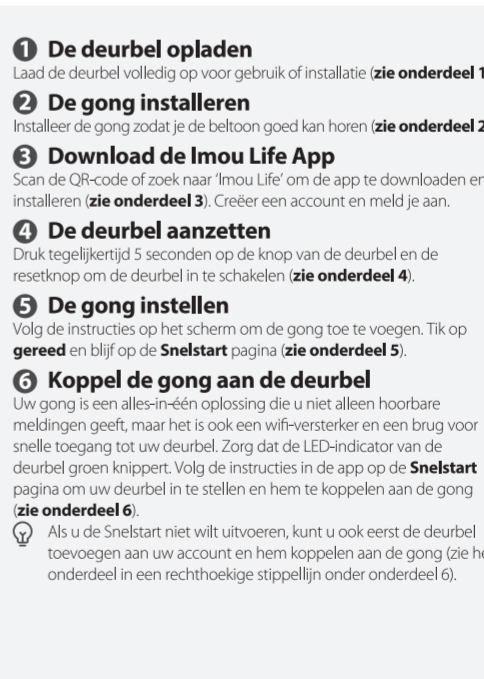 1 De deurbel opladen
Laad de deurbel volledig op voor gebruik of installatie (zie onderdeel 1
2 De gong installeren
Installeer de gong zodat je de beltoon goed kan horen (zie onderdeel 2
3 Download de Imou Life App
Scan de QR-code of zoek naar 'Imou Life' om de app te downloaden en
installeren (zie onderdeel 3). Creëer een account en meld je aan.
4 De deurbel aanzetten
Druk tegelijkertijd 5 seconden op de knop van de deurbel en de
resetknop om de deurbel in te schakelen (zie onderdeel 4).
5 De gong instellen
Volg de instructies op het scherm om de gong toe te voegen. Tik op
gereed en blijf op de Snelstart pagina (zie onderdeel 5).
6 Koppel de gong aan de deurbel
Uw gong is een alles-in-één oplossing die u niet alleen hoorbare
meldingen geeft, maar het is ook een wifi-versterker en een brug voor
snelle toegang tot uw deurbel. Zorg dat de LED-indicator van de
deurbel groen knippert. Volg de instructies in de app op de Snelstart
pagina om uw deurbel in te stellen en hem te koppelen aan de gong
(zie onderdeel 6).
Als u de Snelstart niet wilt uitvoeren, kunt u ook eerst de deurbel
toevoegen aan uw account en hem koppelen aan de gong (zie he
onderdeel in een rechthoekige stippellijn onder onderdeel 6).